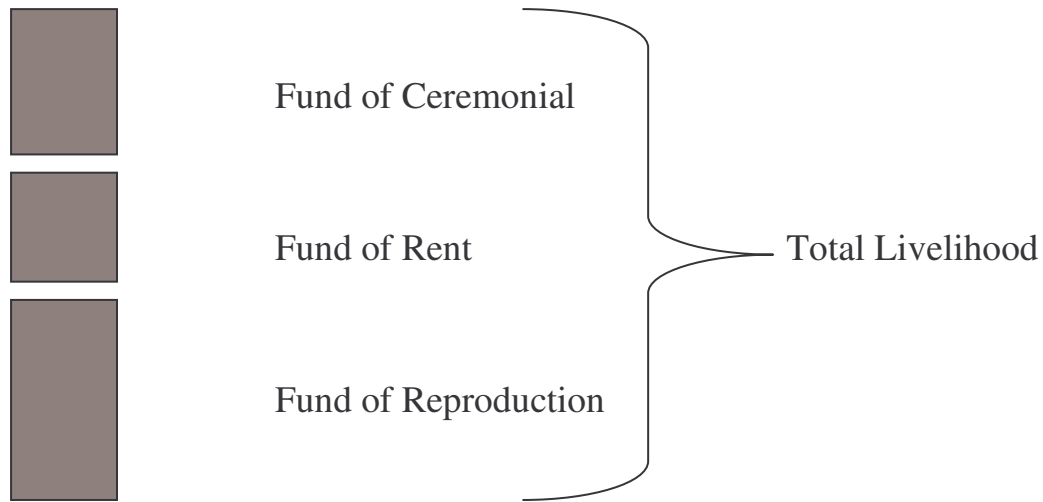 Fund of Ceremonial
Fund of Rent
Total Livelihood
Fund of Reproduction